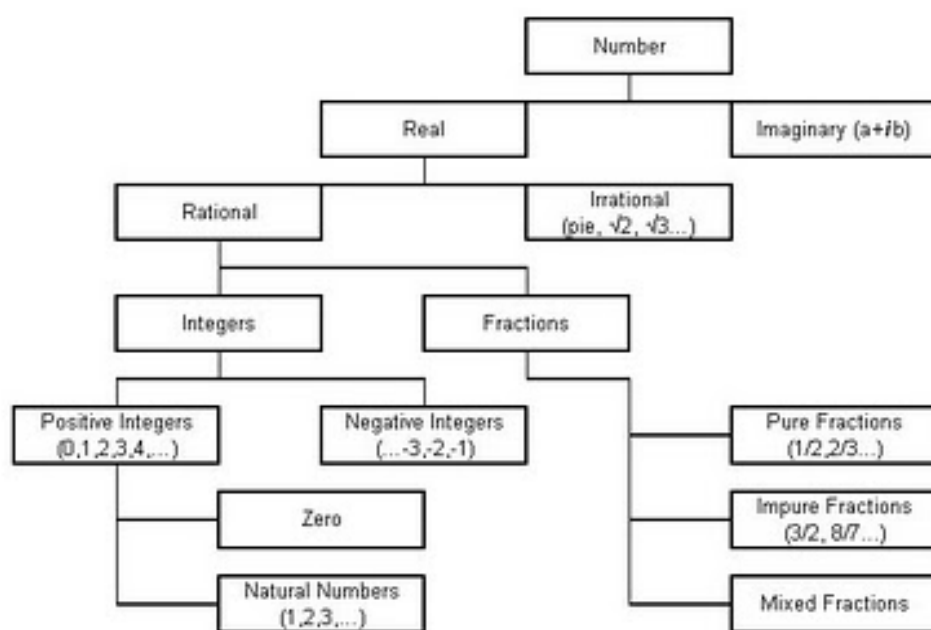 Number
Real
Imaginary (a+ib)
Rational
Irrational
(pie, √2, √3...)
Integers
Fractions
Positive Integers
(0,1,2,3,4,...)
Negative Integers
(...-3,-2,-1)
Pure Fractions
(1/2,2/3...)
Zero
Impure Fractions
(3/2, 8/7...)
Natural Numbers
(1,2,3,...)
Mixed Fractions